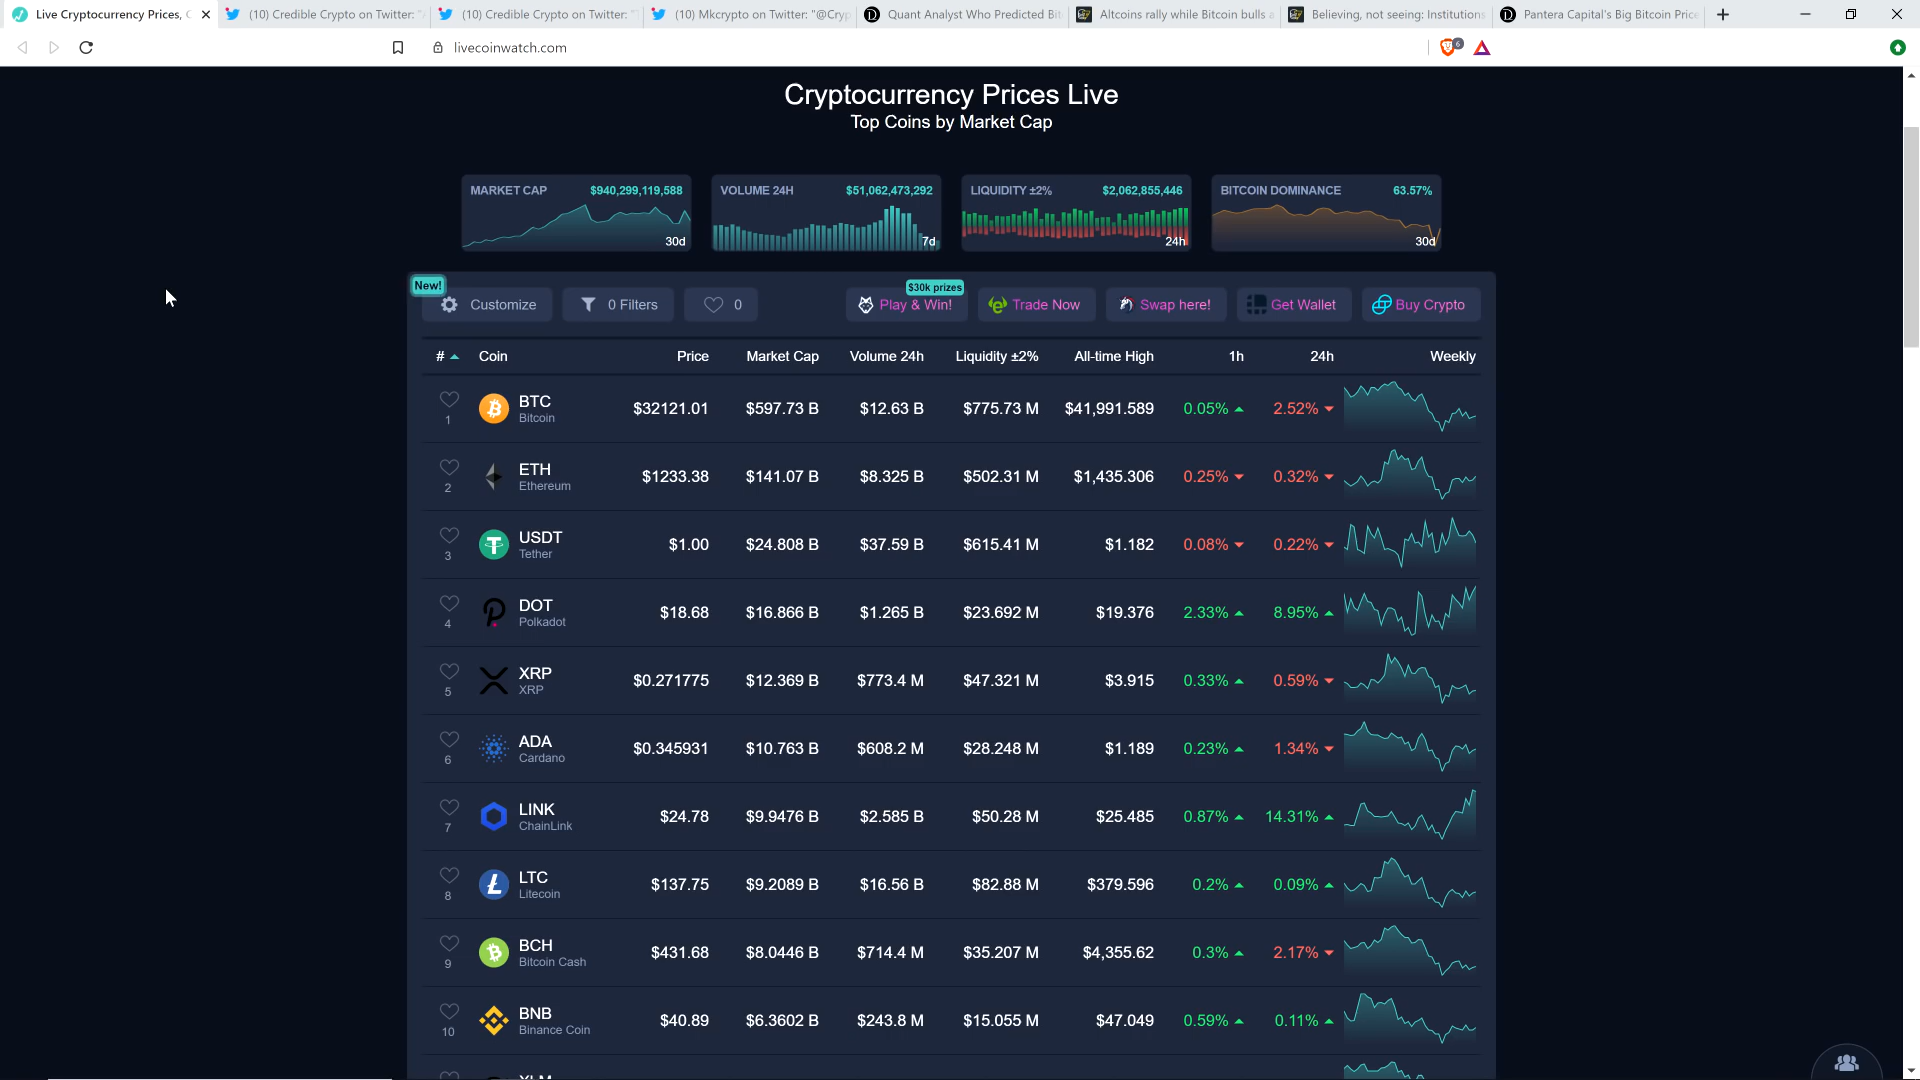 Live Cryptocurrency Prices, C
(10) Credible Crypto on Twitter: "
(10) Credible Crypto on Twitter: "
(10) Mkcrypto on Twitter: "@Cryp
Quant Analyst Who Predicted Bit
Altcoins rally while Bitcoin bulls a
Believing, not seeing: Institutions
Pantera Capital's Big Bitcoin Price
livecoinwatch.com
6
Cryptocurrency Prices Live
Top Coins by Market Cap
MARKET CAP $940,299,119,588
30d
VOLUME 24H $51,062,473,292
7d
LIQUIDITY ±2% $2,062,855,446
24h
BITCOIN DOMINANCE 63.57%
30d
New!
Customize
0 Filters
0
$30k prizes
Play & Win!
Trade Now
Swap here!
Get Wallet
Buy Crypto
# Coin Price Market Cap Volume 24h Liquidity ±2% All-time High 1h 24h Weekly
1 BTC Bitcoin $32121.01 $597.73 B $12.63 B $775.73 M $41,991.589 0.05% 2.52%
2 ETH Ethereum $1233.38 $141.07 B $8.325 B $502.31 M $1,435.306 0.25% 0.32%
3 USDT Tether $1.00 $24.808 B $37.59 B $615.41 M $1.182 0.08% 0.22%
4 DOT Polkadot $18.68 $16.866 B $1.265 B $23.692 M $19.376 2.33% 8.95%
5 XRP XRP $0.271775 $12.369 B $773.4 M $47.321 M $3.915 0.33% 0.59%
6 ADA Cardano $0.345931 $10.763 B $608.2 M $28.248 M $1.189 0.23% 1.34%
7 LINK ChainLink $24.78 $9.9476 B $2.585 B $50.28 M $25.485 0.87% 14.31%
8 LTC Litecoin $137.75 $9.2089 B $16.56 B $82.88 M $379.596 0.2% 0.09%
9 BCH Bitcoin Cash $431.68 $8.0446 B $714.4 M $35.207 M $4,355.62 0.3% 2.17%
10 BNB Binance Coin $40.89 $6.3602 B $243.8 M $15.055 M $47.049 0.59% 0.11%
XLM